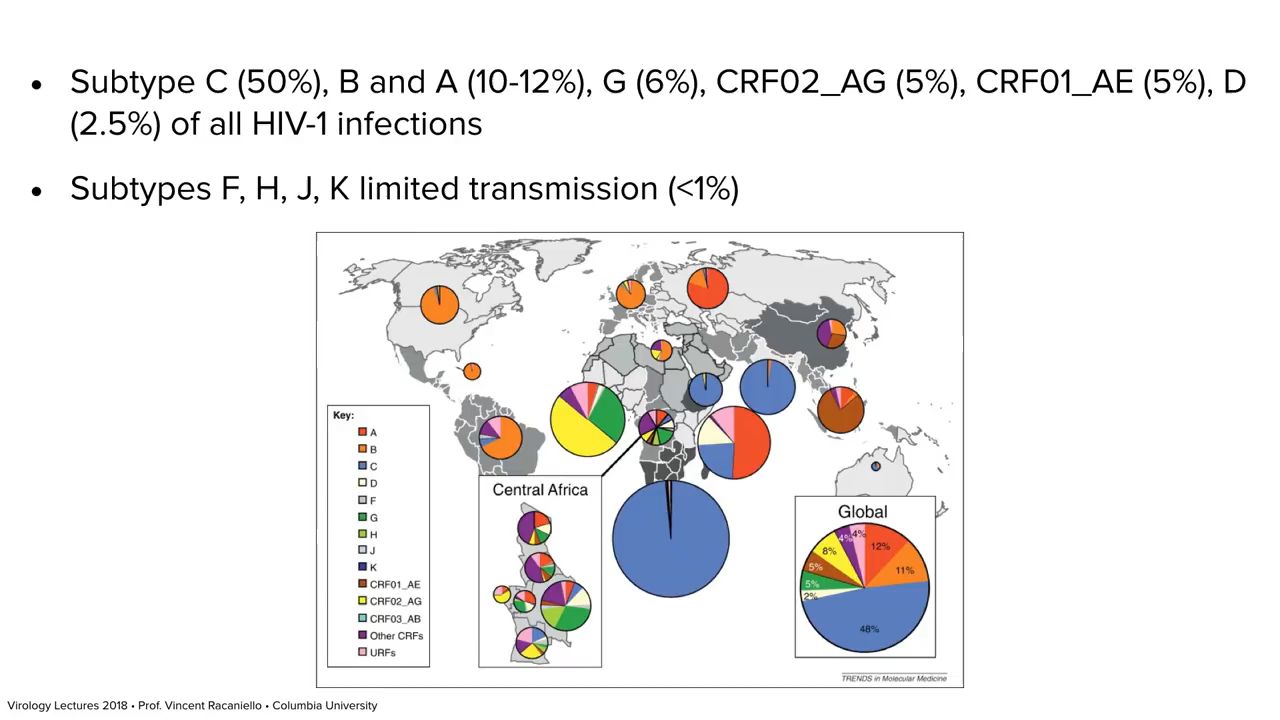 • Subtype C (50%), B and A (10-12%), G (6%), CRF02_AG (5%), CRF01_AE (5%), D
(2.5%) of all HIV-1 infections
• Subtypes F, H, J, K limited transmission (<1%)
Key:
A
B
C
D
F
G
H
J
K
CRF01_AE
CRF02_AG
CRF03_AB
Other CRFs
URFs
Central Africa
Global
4%
4%
12%
8%
11%
5%
5%
2%
48%
TRENDS in Molecular Medicine
Virology Lectures 2018 • Prof. Vincent Racaniello • Columbia University